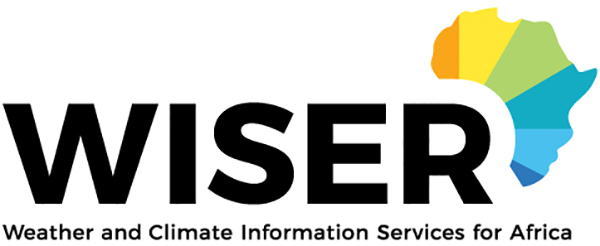 WISER
Weather and Climate Information Services for Africa